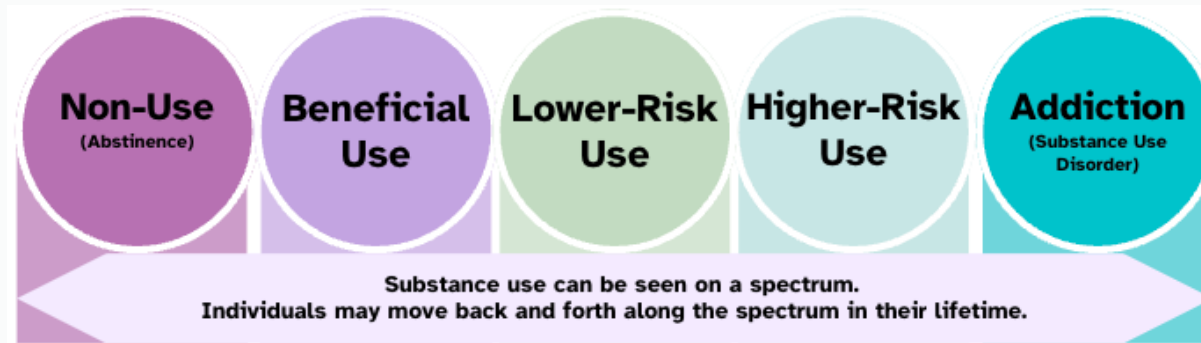 Non-Use
(Abstinence)
Beneficial
Use
Lower-Risk
Use
Higher-Risk
Use
Addiction
(Substance Use
Disorder)
Substance use can be seen on a spectrum.
Individuals may move back and forth along the spectrum in their lifetime.